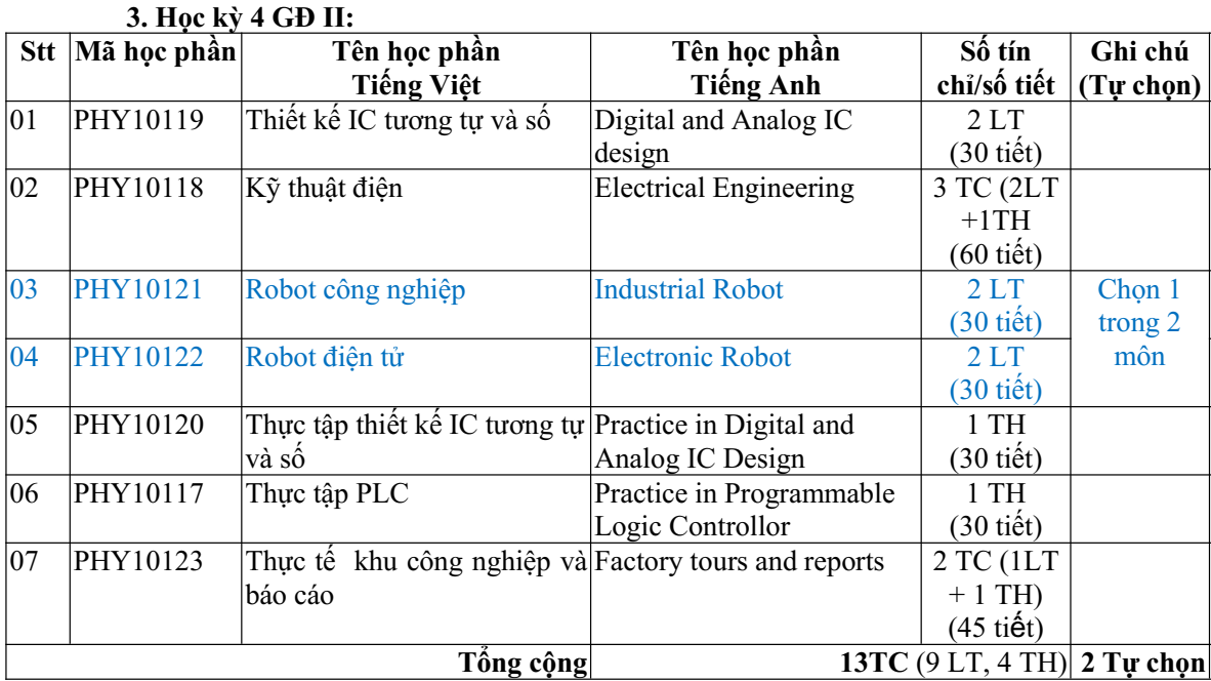 3. Học kỳ 4 GĐ II:
Stt Mã học phần Tên học phần Tiếng Việt Tên học phần Tiếng Anh Số tín chỉ/số tiết Ghi chú (Tự chọn)
01 PHY10119 Thiết kế IC tương tự và số Digital and Analog IC design 2 LT (30 tiết)
02 PHY10118 Kỹ thuật điện Electrical Engineering 3 TC (2LT +1TH (60 tiết)
03 PHY10121 Robot công nghiệp Industrial Robot 2 LT (30 tiết) Chọn 1 trong 2 môn
04 PHY10122 Robot điện tử Electronic Robot 2 LT (30 tiết)
05 PHY10120 Thực tập thiết kế IC tương tự và số Practice in Digital and Analog IC Design 1 TH (30 tiết)
06 PHY10117 Thực tập PLC Practice in Programmable Logic Controllor 1 TH (30 tiết)
07 PHY10123 Thực tế khu công nghiệp và báo cáo Factory tours and reports 2 TC (1LT + 1 TH) (45 tiết)
Tổng cộng 13TC (9 LT, 4 TH) 2 Tự chọn